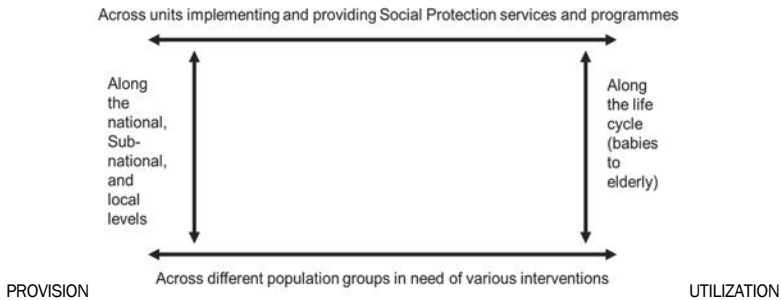 Across units implementing and providing Social Protection services and programmes
Along
the
national,
Sub-
national,
and
local
levels
Along
the life
cycle
(babies
to
elderly)
Across different population groups in need of various interventions
PROVISION
UTILIZATION